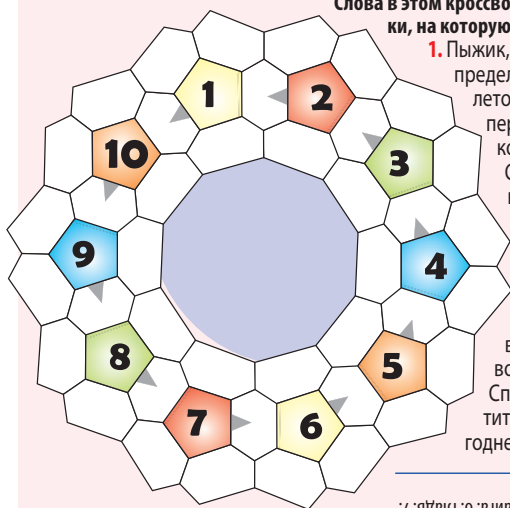 Слова в этом кроссво
ки, на которую
1. Пыжик,
предел
лето
пер
ко
1
2
10
3
9
4
в
8
5
во
Сп
7
6
тит
годне